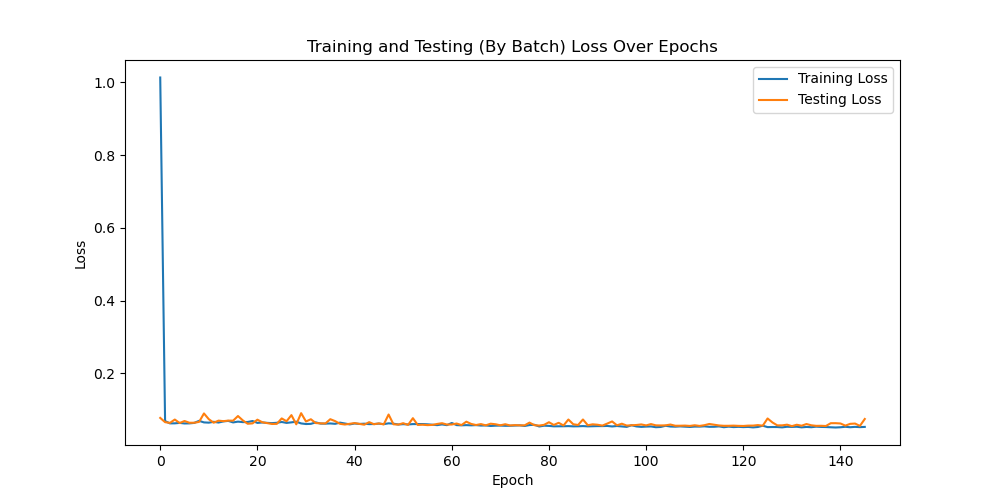 Training and Testing (By Batch) Loss Over Epochs
Training Loss
Testing Loss
1.0
0.8
0.6
0.4
0.2
Loss
0 20 40 60 80 100 120 140
Epoch